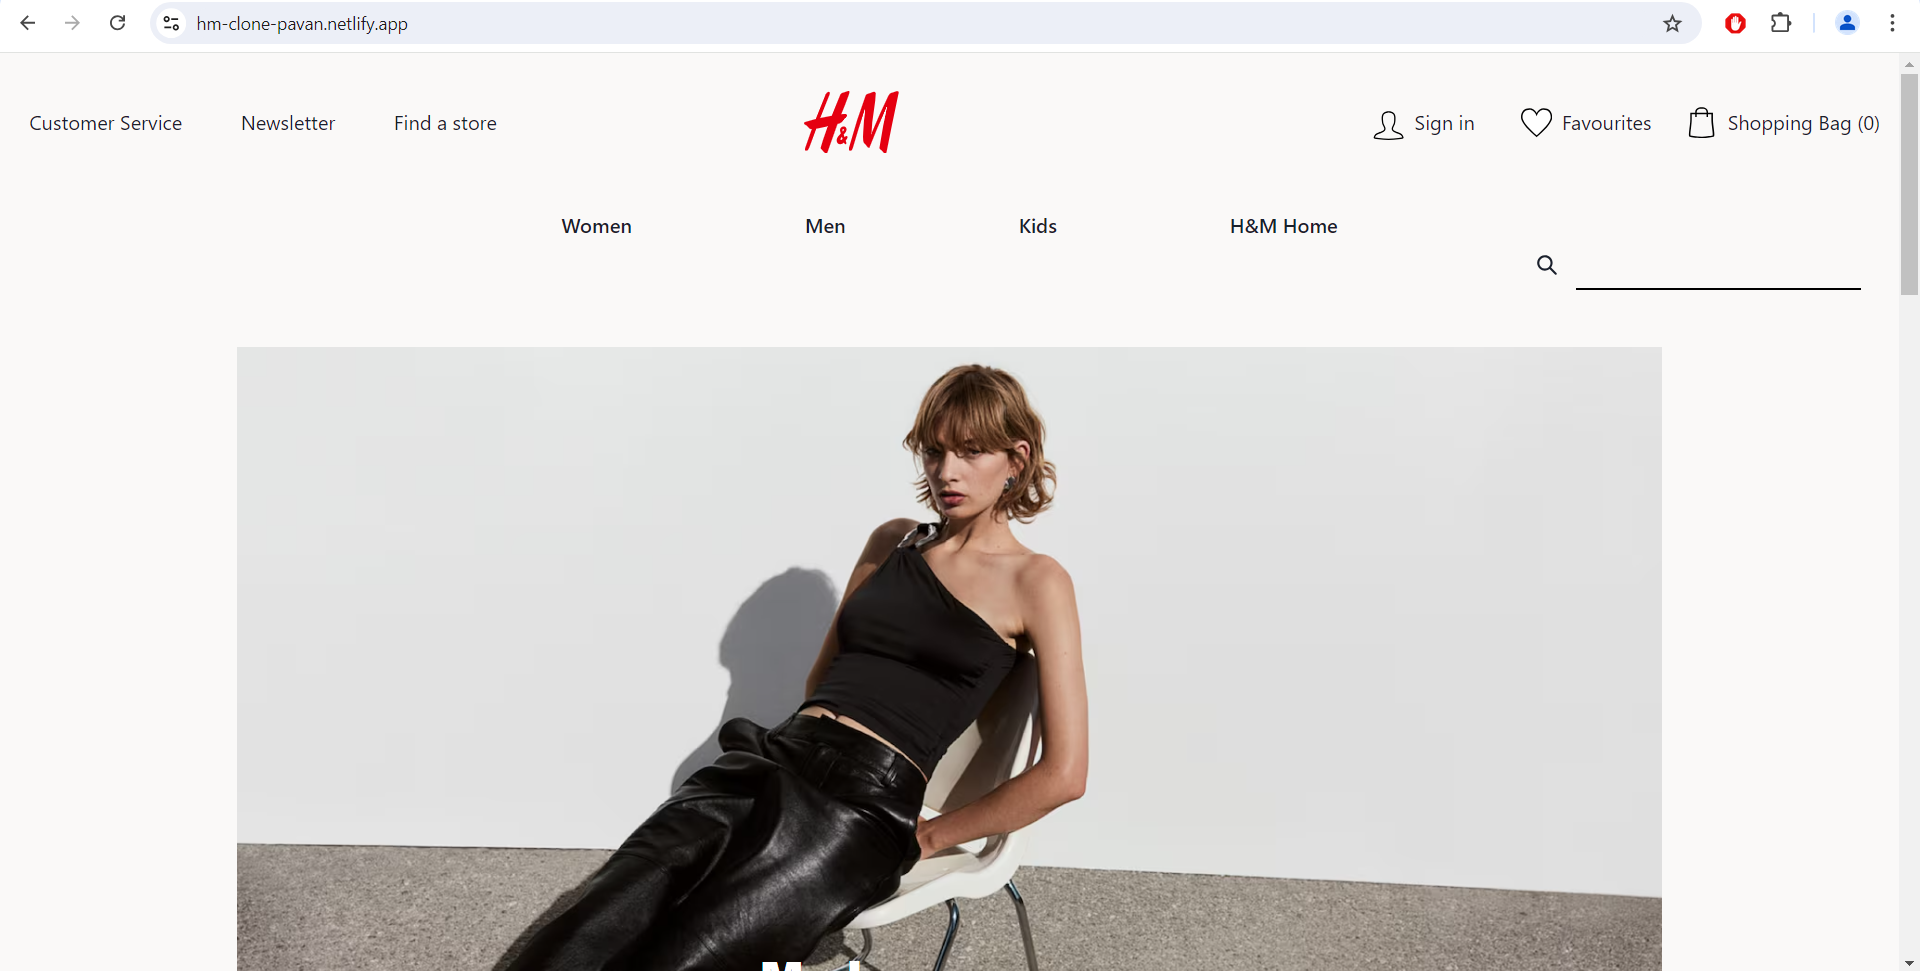 hm-clone-pavan.netlify.app
Customer Service Newsletter Find a store H&M Sign in Favourites Shopping Bag (0)
Women Men Kids H&M Home